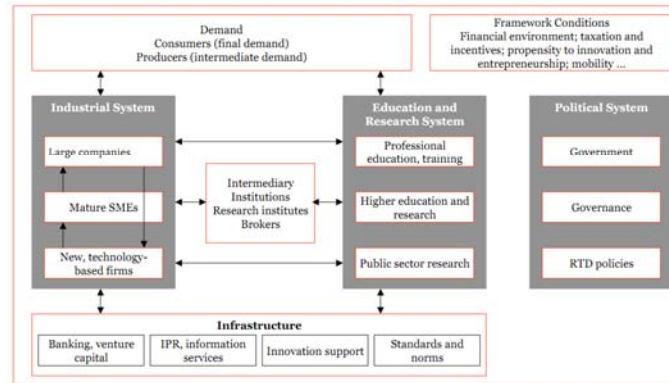 Demand
Consumers (final demand)
Producers (intermediate demand)
Framework Conditions
Financial environment; taxation and
incentives; propensity to innovation and
entrepreneurship; mobility ...
Industrial System
Large companies
Mature SMEs
New, technology-
based firms
Intermediary
Institutions
Research institutes
Brokers
Education and
Research System
Professional
education, training
Higher education and
research
Public sector research
Political System
Government
Governance
RTD policies
Infrastructure
Banking, venture
capital
IPR, information
services
Innovation support
Standards and
norms